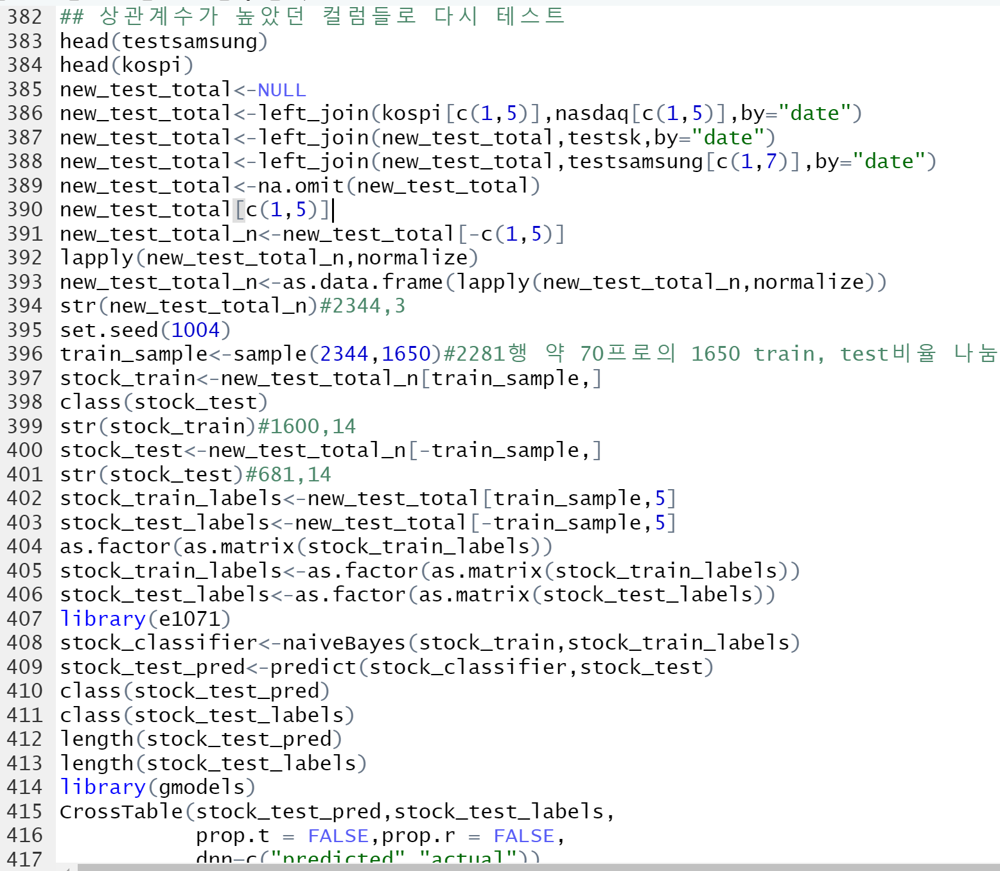 382 ## 상관계수가 높았던 컬럼들로 다시 테스트
383 head(testsamsung)
384 head(kospi)
385 new_test_total<-NULL
386 new_test_total<-left_join(kospi[c(1,5)],nasdaq[c(1,5)],by="date")
387 new_test_total<-left_join(new_test_total,testsk,by="date")
388 new_test_total<-left_join(new_test_total,testsamsung[c(1,7)],by="date")
389 new_test_total<-na.omit(new_test_total)
390 new_test_total[c(1,5)]
391 new_test_total_n<-new_test_total[-c(1,5)]
392 lapply(new_test_total_n,normalize)
393 new_test_total_n<-as.data.frame(lapply(new_test_total_n,normalize))
394 str(new_test_total_n)#2344,3
395 set.seed(1004)
396 train_sample<-sample(2344,1650)#2281행 약 70프로의 1650 train, test비율 나눔
397 stock_train<-new_test_total_n[train_sample,]
398 class(stock_test)
399 str(stock_train)#1600,14
400 stock_test<-new_test_total_n[-train_sample,]
401 str(stock_test)#681,14
402 stock_train_labels<-new_test_total[train_sample,5]
403 stock_test_labels<-new_test_total[-train_sample,5]
404 as.factor(as.matrix(stock_train_labels))
405 stock_train_labels<-as.factor(as.matrix(stock_train_labels))
406 stock_test_labels<-as.factor(as.matrix(stock_test_labels))
407 library(e1071)
408 stock_classifier<-naiveBayes(stock_train,stock_train_labels)
409 stock_test_pred<-predict(stock_classifier,stock_test)
410 class(stock_test_pred)
411 class(stock_test_labels)
412 length(stock_test_pred)
413 length(stock_test_labels)
414 library(gmodels)
415 CrossTable(stock_test_pred,stock_test_labels,
416 prop.t = FALSE,prop.r = FALSE,
417 dnn=c("predicted","actual"))